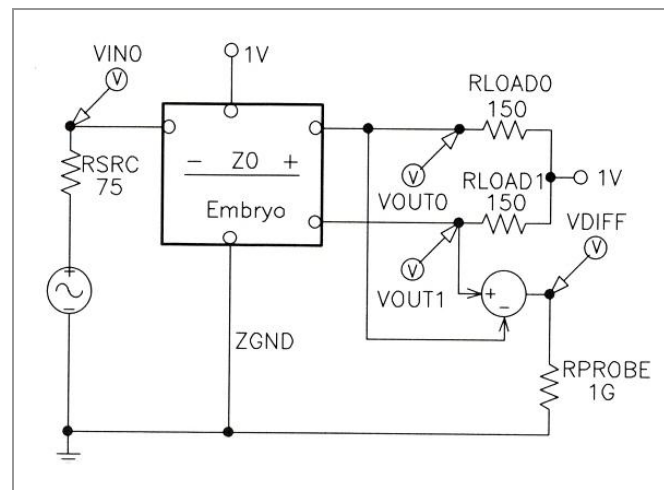 VIN0
1V
RSRC
75
− Z0 +
Embryo
RLOAD0
150
RLOAD1
150
1V
VOUT0
VOUT1
VDIFF
V
V
V
V
+
−
+
−
ZGND
RPROBE
1G